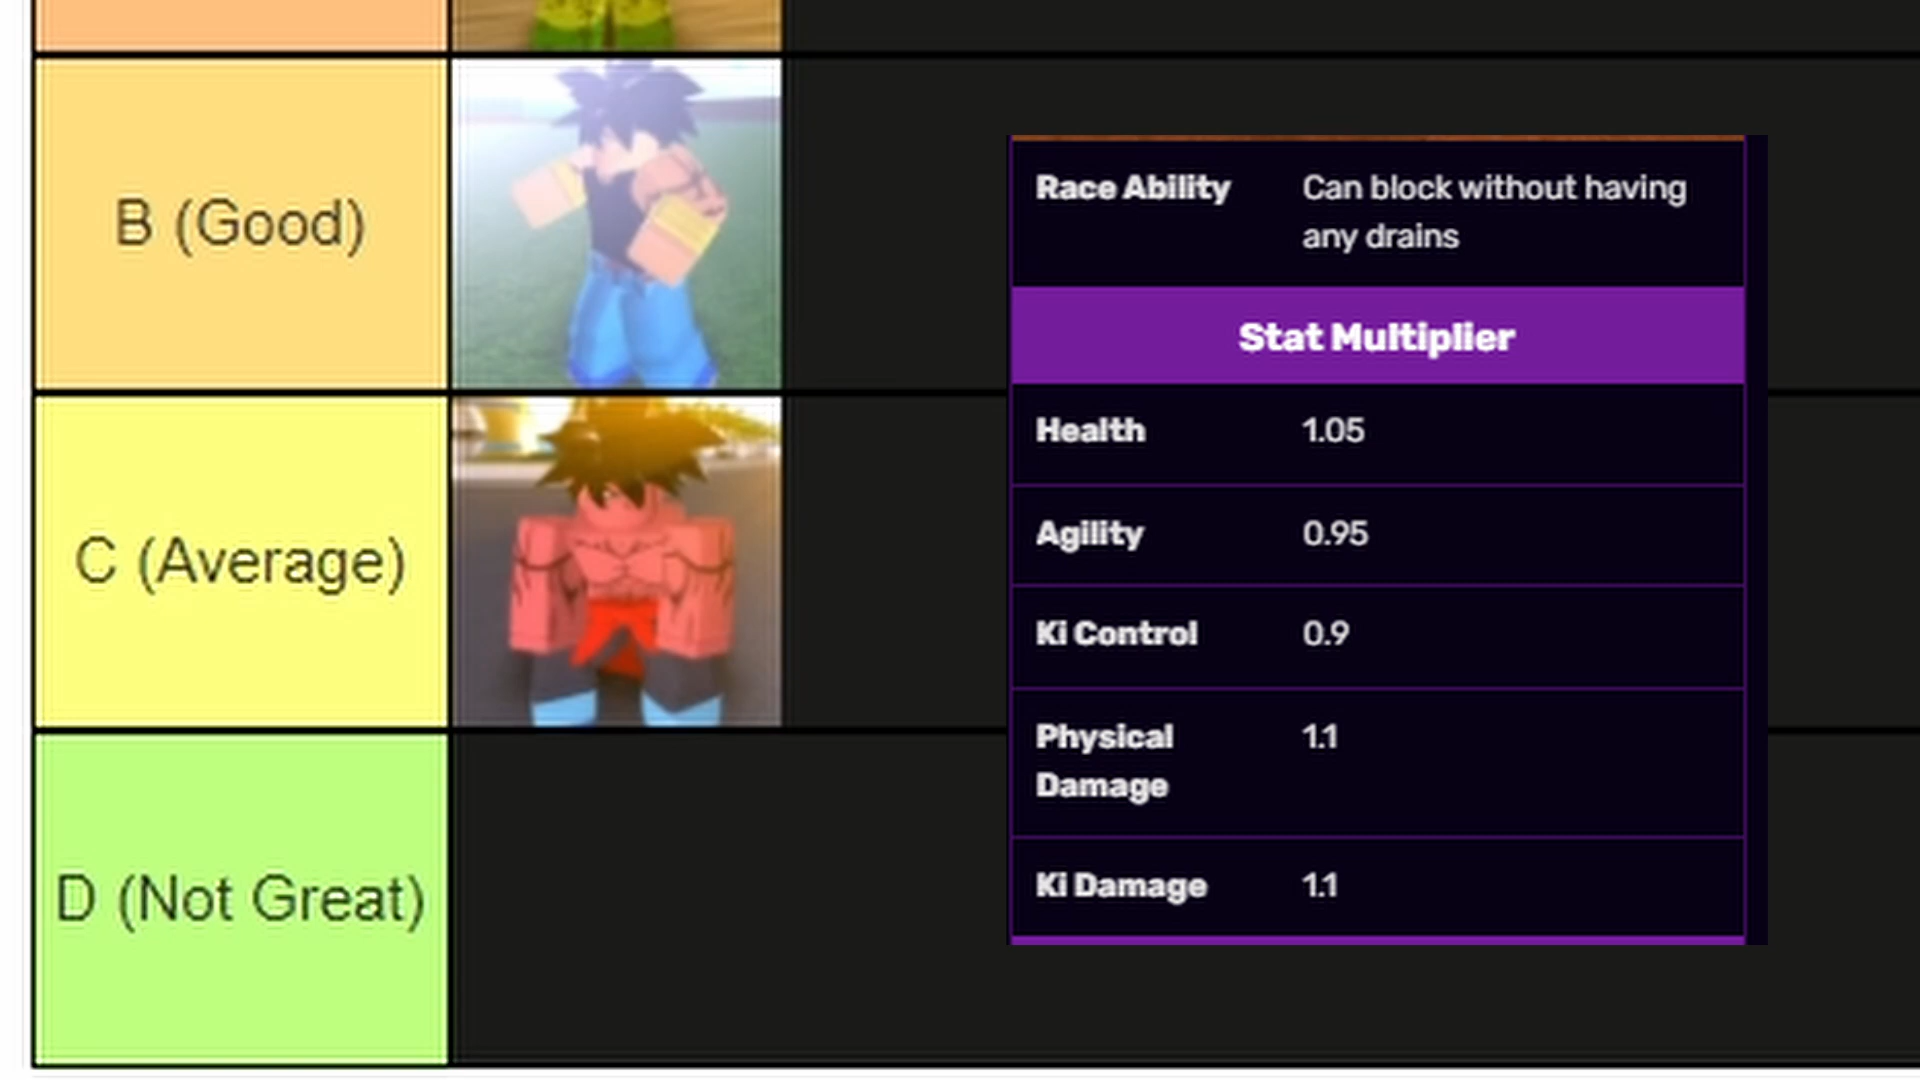 B (Good)
C (Average)
D (Not Great)
Race Ability Can block without having
any drains
Stat Multiplier
Health 1.05
Agility 0.95
Ki Control 0.9
Physical 1.1
Damage
Ki Damage 1.1